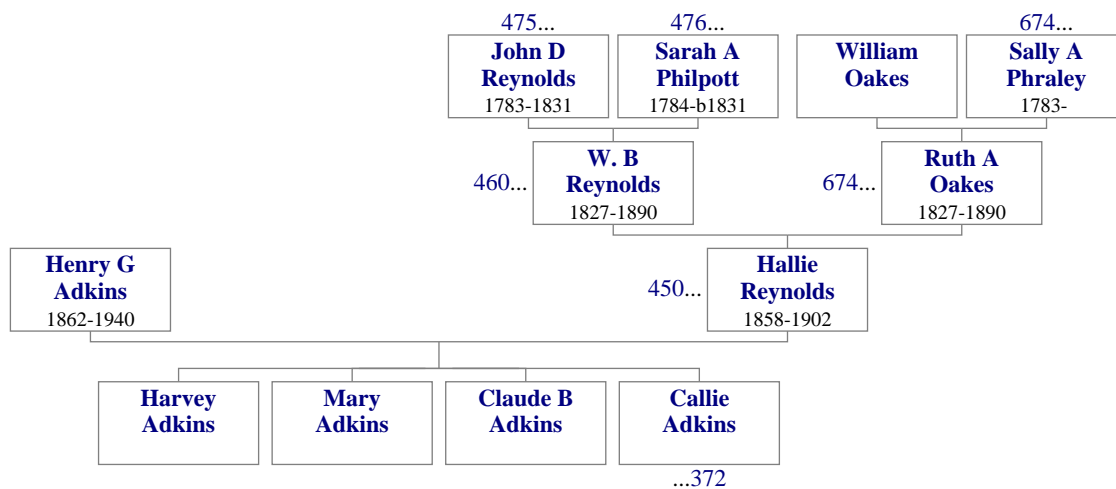 475...
476...
674...
John D
Reynolds
1783-1831
Sarah A
Philpott
1784-b1831
William
Oakes
Sally A
Phraley
1783-
460...
W. B
Reynolds
1827-1890
674...
Ruth A
Oakes
1827-1890
Henry G
Adkins
1862-1940
450...
Hallie
Reynolds
1858-1902
Harvey
Adkins
Mary
Adkins
Claude B
Adkins
Callie
Adkins
...372